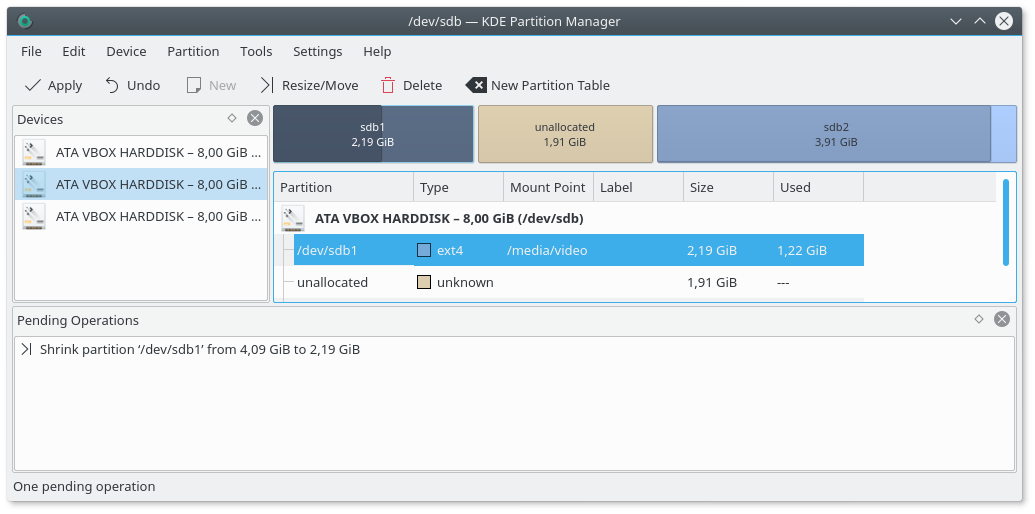 /dev/sdb — KDE Partition Manager
File Edit Device Partition Tools Settings Help
Apply Undo New Resize/Move Delete New Partition Table
Devices
ATA VBOX HARDDISK – 8,00 GiB ...
ATA VBOX HARDDISK – 8,00 GiB ...
ATA VBOX HARDDISK – 8,00 GiB ...
sdb1
2,19 GiB
unallocated
1,91 GiB
sdb2
3,91 GiB
Partition Type Mount Point Label Size Used
ATA VBOX HARDDISK – 8,00 GiB (/dev/sdb)
/dev/sdb1 ext4 /media/video 2,19 GiB 1,22 GiB
unallocated unknown 1,91 GiB ---
Pending Operations
Shrink partition ‘/dev/sdb1’ from 4,09 GiB to 2,19 GiB
One pending operation